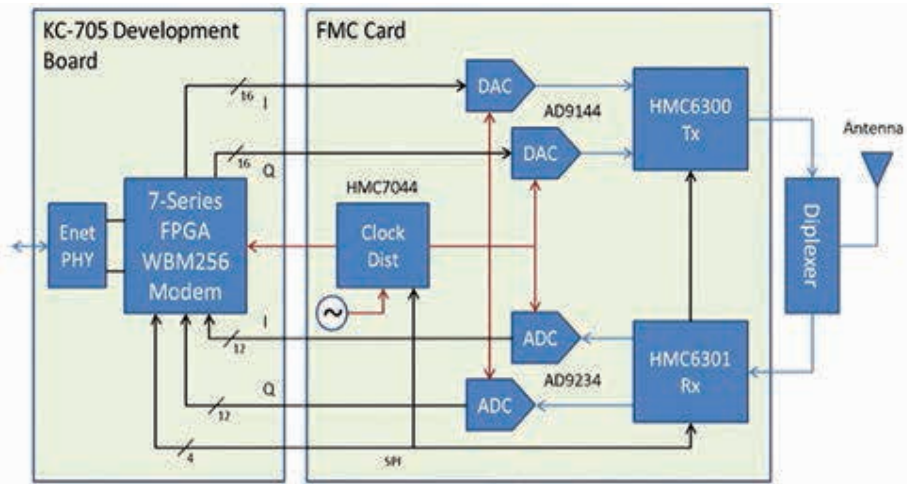 KC-705 Development
Board
FMC Card
16
I
DAC
AD9144
HMC6300
Tx
Antenna
16
Q
DAC
HMC7044
7-Series
FPGA
WBM256
Modem
Enet
PHY
Clock
Dist
Diplexer
~
I
12
ADC
HMC6301
Rx
AD9234
Q
12
ADC
4
SPI